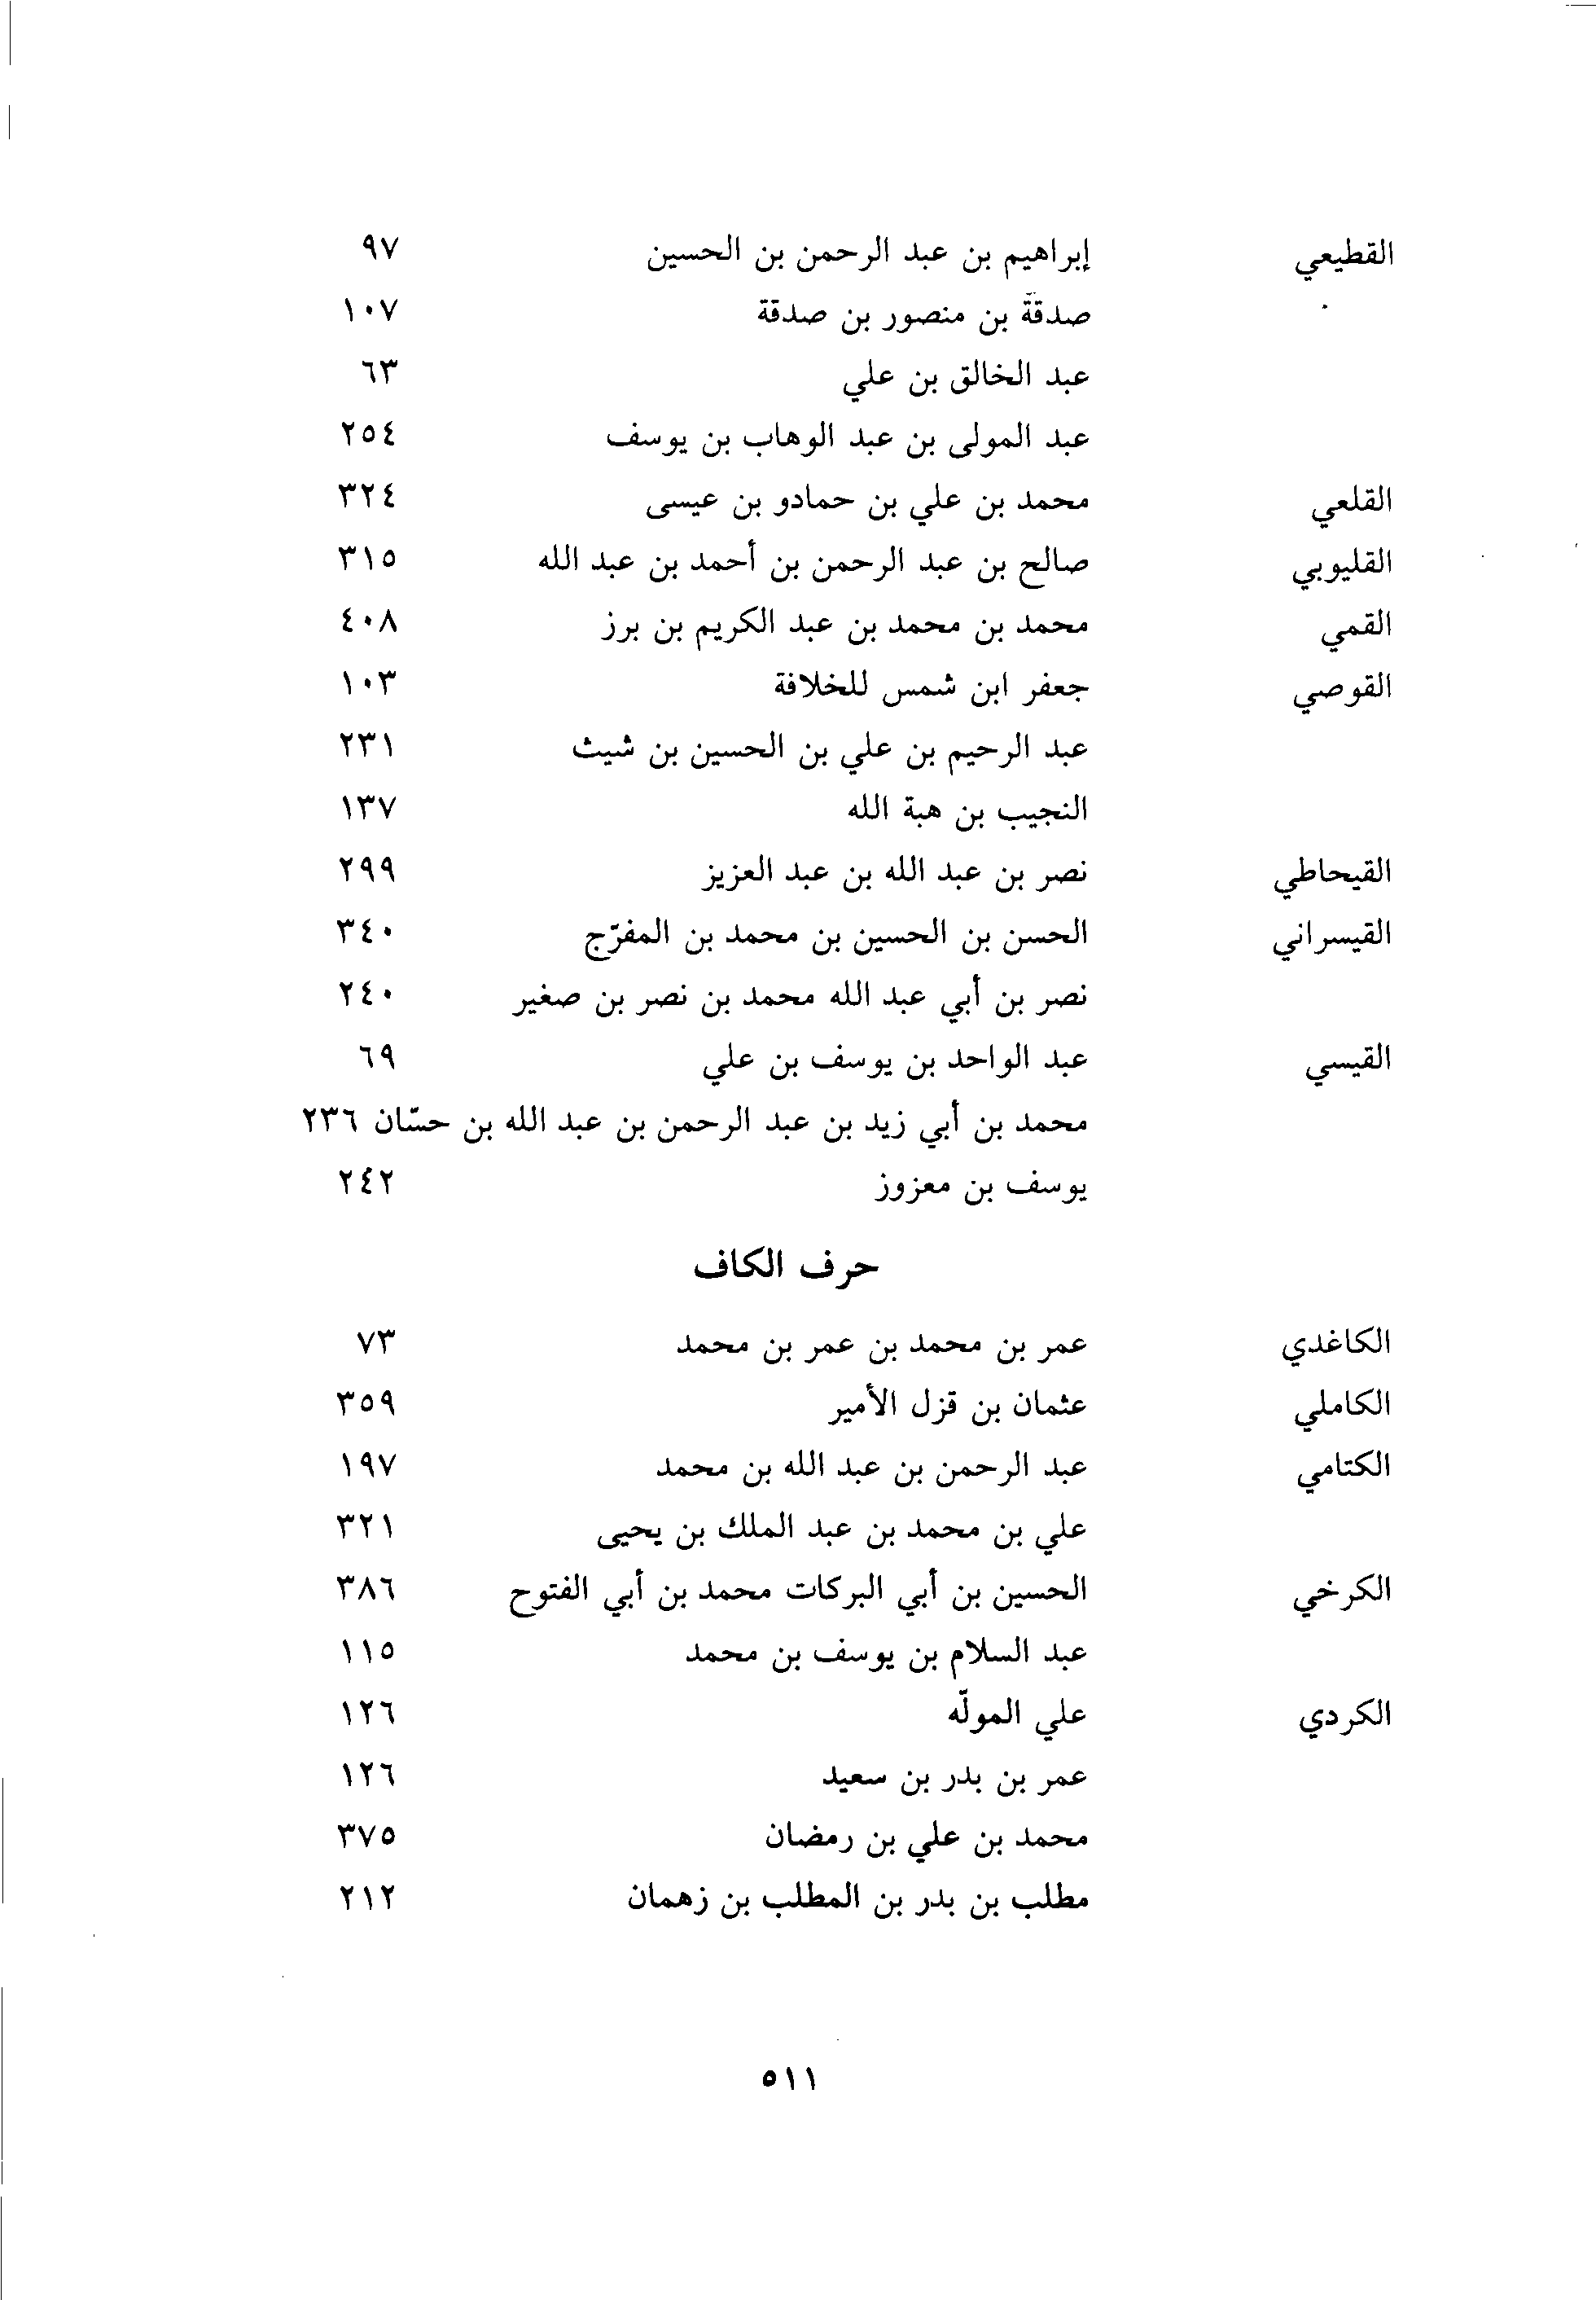 القطيعي إبراهيم بن عبد الرحمن بن الحسين ٩٧
صدقة بن منصور بن صدقة ١٠٧
عبد الخالق بن علي ٦٣
عبد المولى بن عبد الوهاب بن يوسف ٢٥٤
القلعي محمد بن علي بن حمادو بن عيسى ٣٢٤
القليوبي صالح بن عبد الرحمن بن أحمد بن عبد الله ٣١٥
القمي محمد بن محمد بن عبد الكريم بن برز ٤٠٨
القوصي جعفر ابن شمس للخلافة ١٠٣
عبد الرحيم بن علي بن الحسين بن شيث ٢٣١
النجيب بن هبة الله ١٣٧
القيحاطي نصر بن عبد الله بن عبد العزيز ٢٩٩
القيسراني الحسن بن الحسين بن محمد بن المفرّج ٣٤٠
نصر بن أبي عبد الله محمد بن نصر بن صغير ٢٤٠
القيسي عبد الواحد بن يوسف بن علي ٦٩
محمد بن أبي زيد بن عبد الرحمن بن عبد الله بن حسّان ٢٣٦
يوسف بن معزوز ٢٤٢
حرف الكاف
الكاغدي عمر بن محمد بن عمر بن محمد ٧٣
الكاملي عثمان بن قزل الأمير ٣٥٩
الكتامي عبد الرحمن بن عبد الله بن محمد ١٩٧
علي بن محمد بن عبد الملك بن يحيى ٣٢١
الكرخي الحسين بن أبي البركات محمد بن أبي الفتوح ٣٨٦
عبد السلام بن يوسف بن محمد ١١٥
الكردي علي المولّه ١٢٦
عمر بن بدر بن سعيد ١٢٦
محمد بن علي بن رمضان ٣٧٥
مطلب بن بدر بن المطلب بن زهمان ٢١٢
٥١١